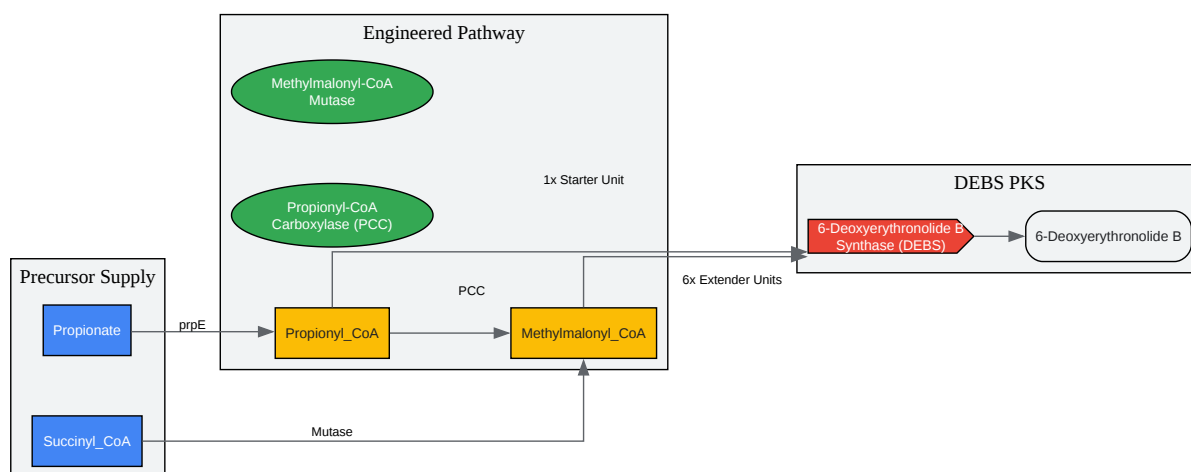 Engineered Pathway
Methylmalonyl-CoA
Mutase
1x Starter Unit
DEBS PKS
Propionyl-CoA
Carboxylase (PCC)
6-Deoxyerythronolide B
Synthase (DEBS)
6-Deoxyerythronolide B
Precursor Supply
6x Extender Units
PCC
Propionate
prpE
Propionyl_CoA
Methylmalonyl_CoA
Succinyl_CoA
Mutase